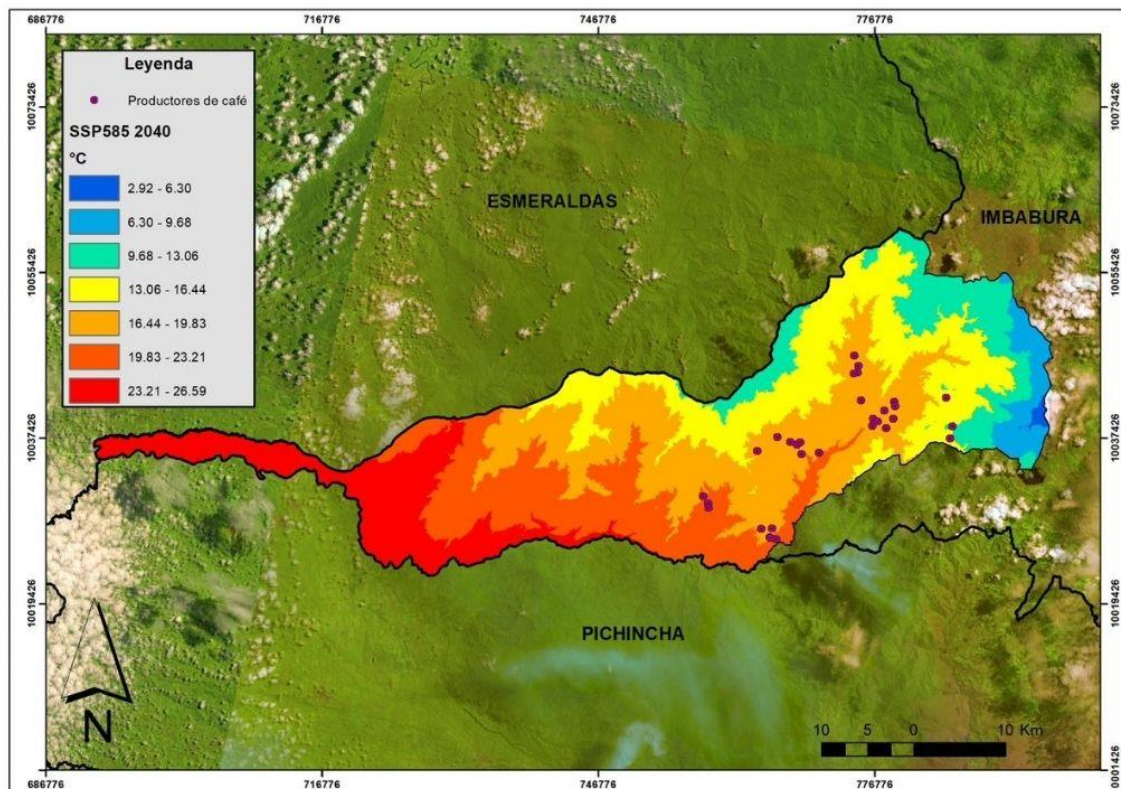 686776 716776 746776 776776
Leyenda
Productores de café
SSP585 2040
°C
2.92 - 6.30
6.30 - 9.68
9.68 - 13.06
13.06 - 16.44
16.44 - 19.83
19.83 - 23.21
23.21 - 26.59
10073426 10073426
ESMERALDAS
IMBABURA
10055426 10055426
10037426 10037426
10019426 10019426
PICHINCHA
N
10 5 0 10 Km
0001426
686776 716776 746776 776776